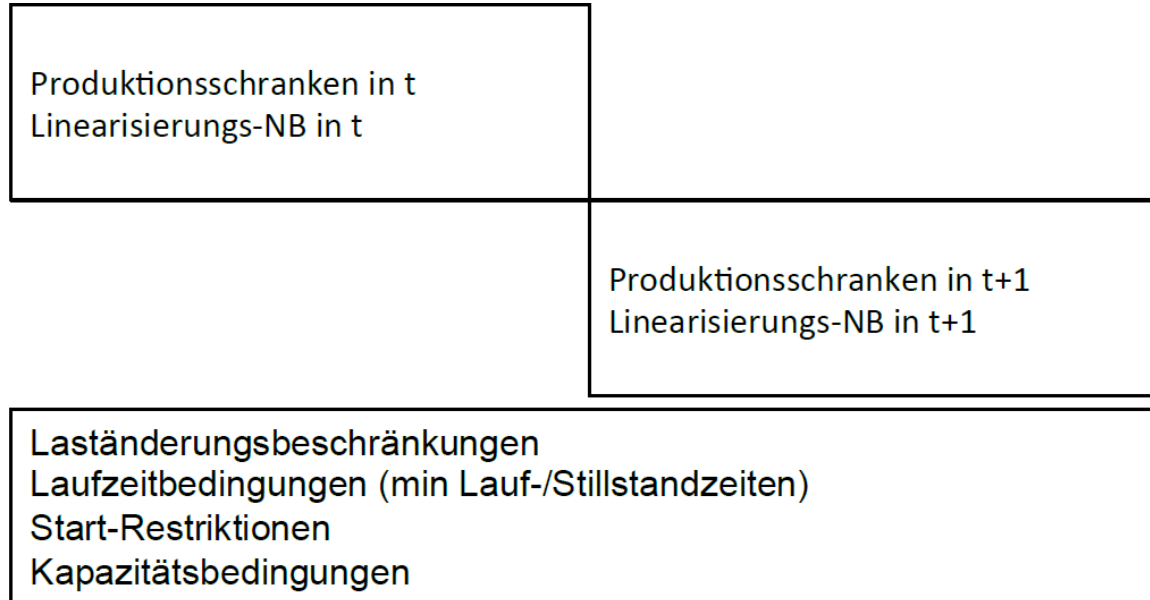 Produktionsschranken in t
Linearisierungs-NB in t
Produktionsschranken in t+1
Linearisierungs-NB in t+1
Laständerungsbeschränkungen
Laufzeitbedingungen (min Lauf-/Stillstandzeiten)
Start-Restriktionen
Kapazitätsbedingungen